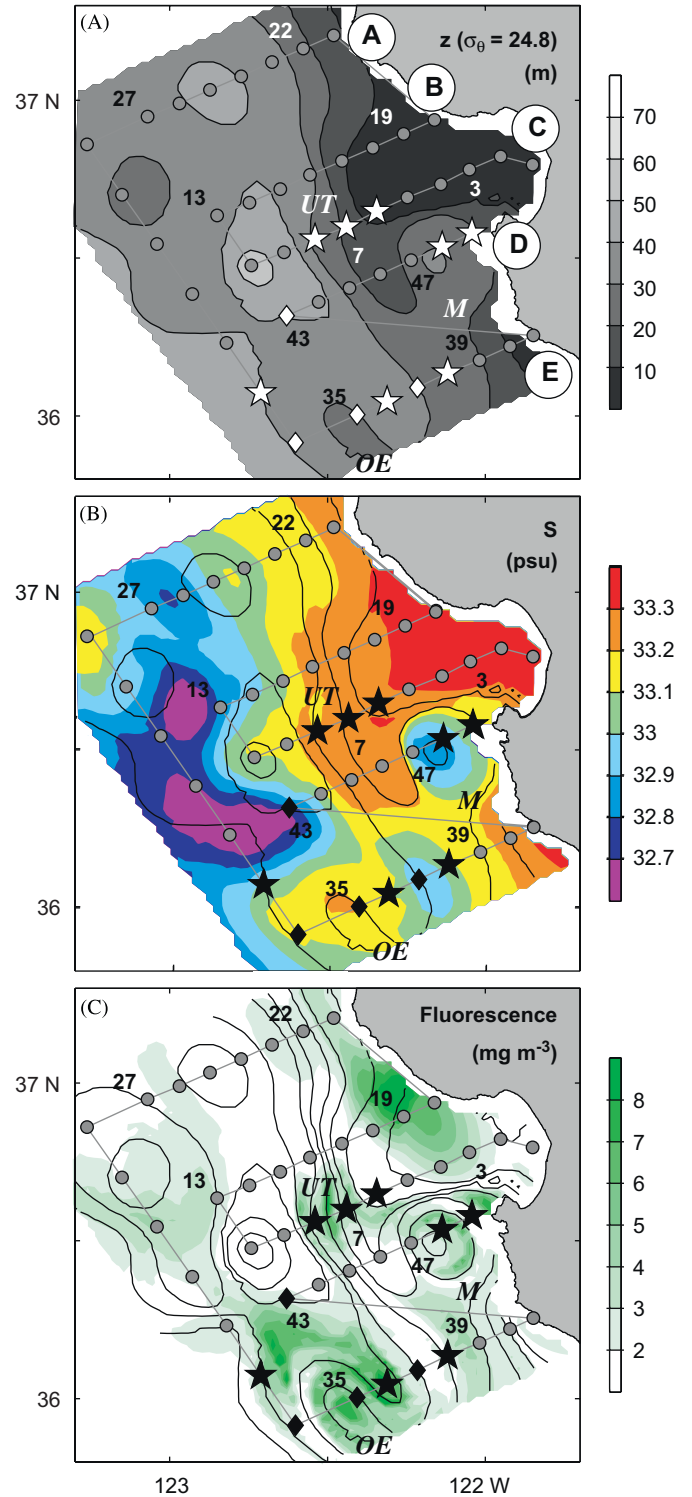 (A)
22
A
z (σθ = 24.8)
(m)
37 N
27
19
B
C
13
UT
3
7
D
47
M
43
39
E
35
36
OE
70
60
50
40
30
20
10
(B)
22
S
(psu)
37 N
27
19
13
UT
3
7
47
M
43
39
35
36
OE
33.3
33.2
33.1
33
32.9
32.8
32.7
(C)
22
Fluorescence
(mg m⁻³)
37 N
27
19
13
UT
3
7
47
M
43
39
35
36
OE
8
7
6
5
4
3
2
123
122 W